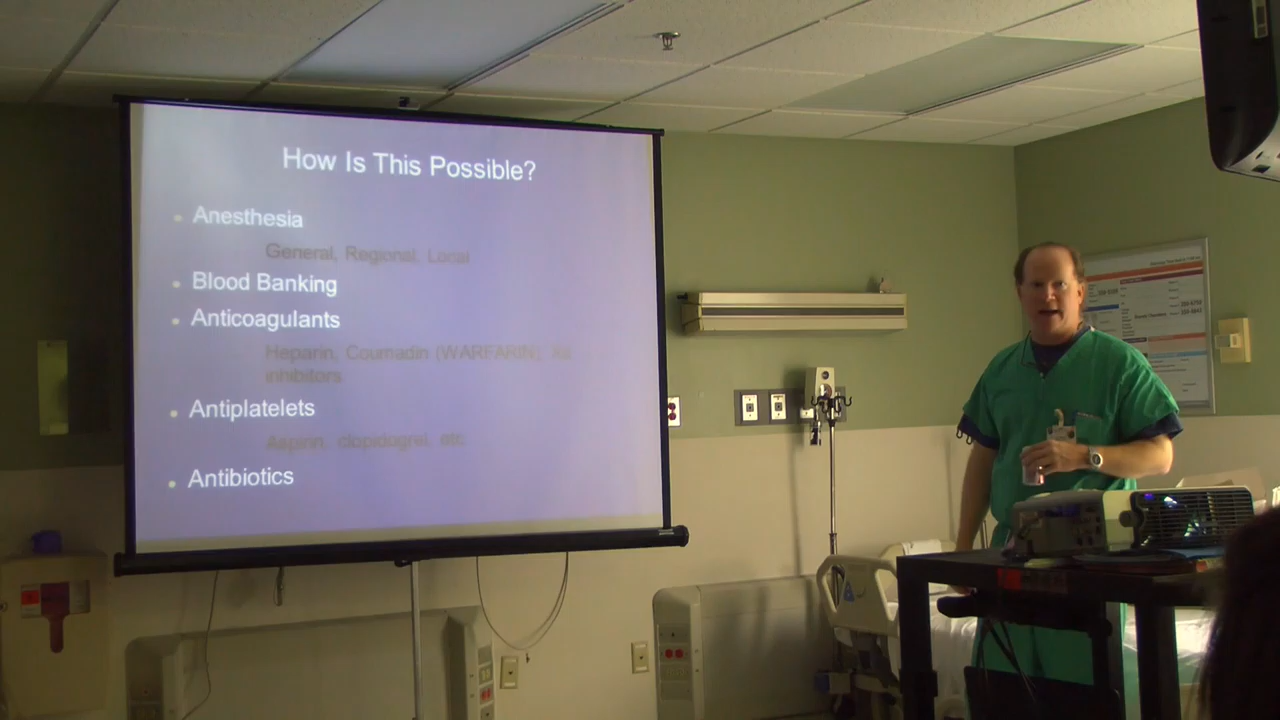 How Is This Possible?
• Anesthesia
General, Regional, Local
• Blood Banking
• Anticoagulants
Heparin, Coumadin (WARFARIN),
inhibitors
• Antiplatelets
Aspirin, clopidogrel, etc
• Antibiotics